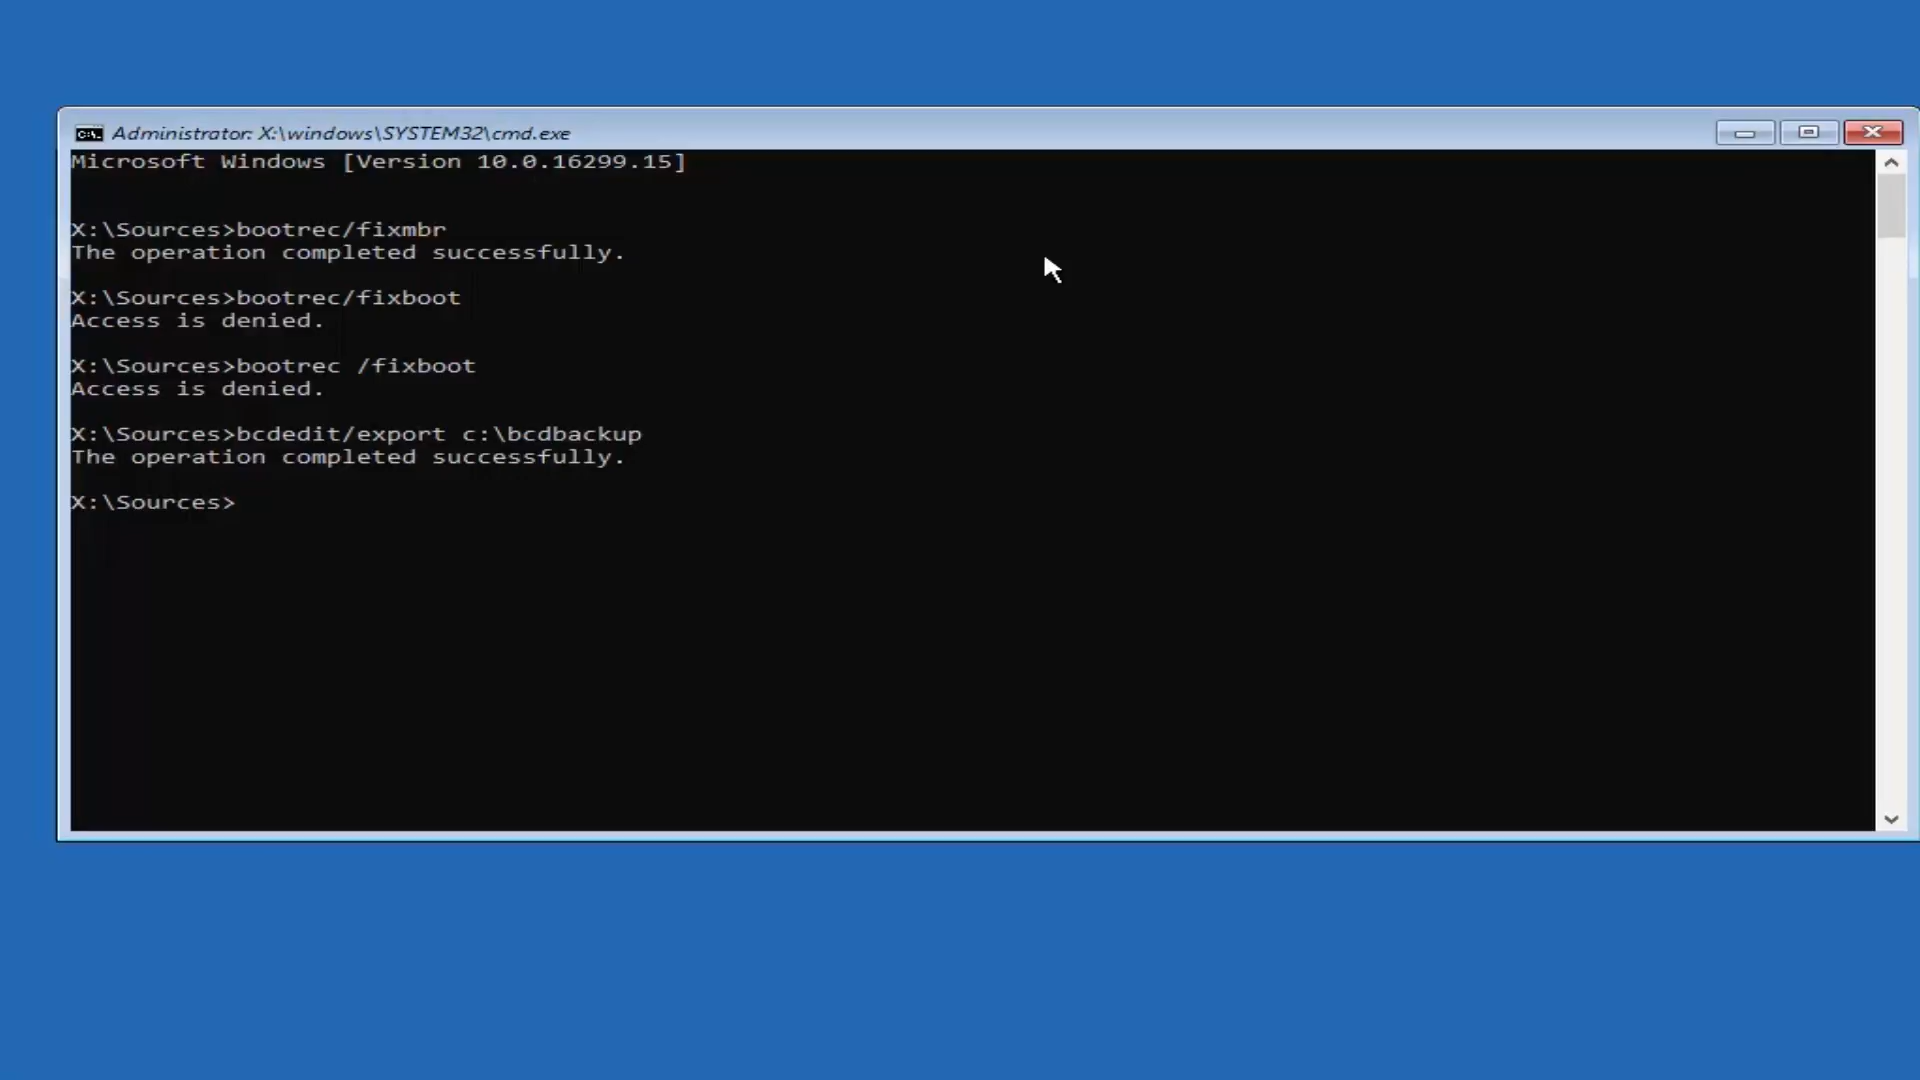 Administrator: X:\windows\SYSTEM32\cmd.exe
Microsoft Windows [Version 10.0.16299.15]
X:\Sources>bootrec/fixmbr
The operation completed successfully.
X:\Sources>bootrec/fixboot
Access is denied.
X:\Sources>bootrec /fixboot
Access is denied.
X:\Sources>bcdedit/export c:\bcdbackup
The operation completed successfully.
X:\Sources>